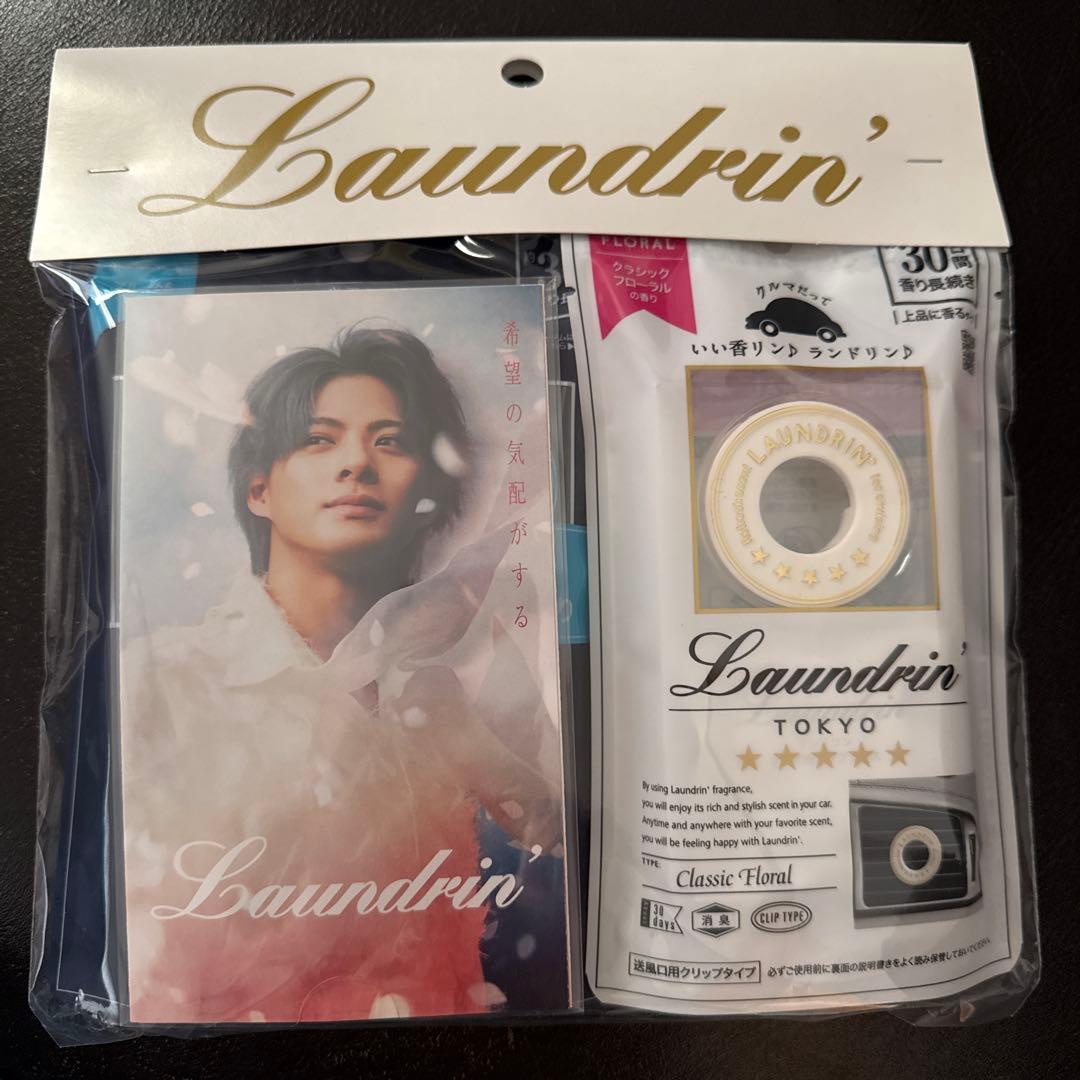 Laundrin'
希望の気配がする
Laundrin'
FLORAL
クラシック
フローラル
の香り
30日間
香り長続き
上品に香る
クルマだって
いい香リン♪ ランドリン♪
LAUNDRIN'
Laundrin'
TOKYO
★★★★★
By using Laundrin' fragrance,
you will enjoy its rich and stylish scent in your car.
Anytime and anywhere with your favorite scent,
you will be feeling happy with Laundrin'.
TYPE:
Classic Floral
30
days
消臭
CLIP TYPE
送風口用クリップタイプ
必ずご使用前に裏面の説明書きをよく読み保管しておいてください。